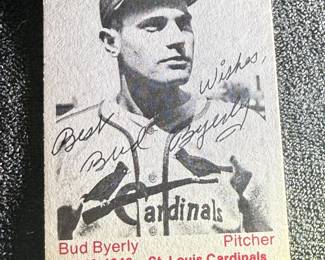 Best Wishes,
Bud Byerly
Cardinals
Bud Byerly Pitcher
St. Louis Cardinals